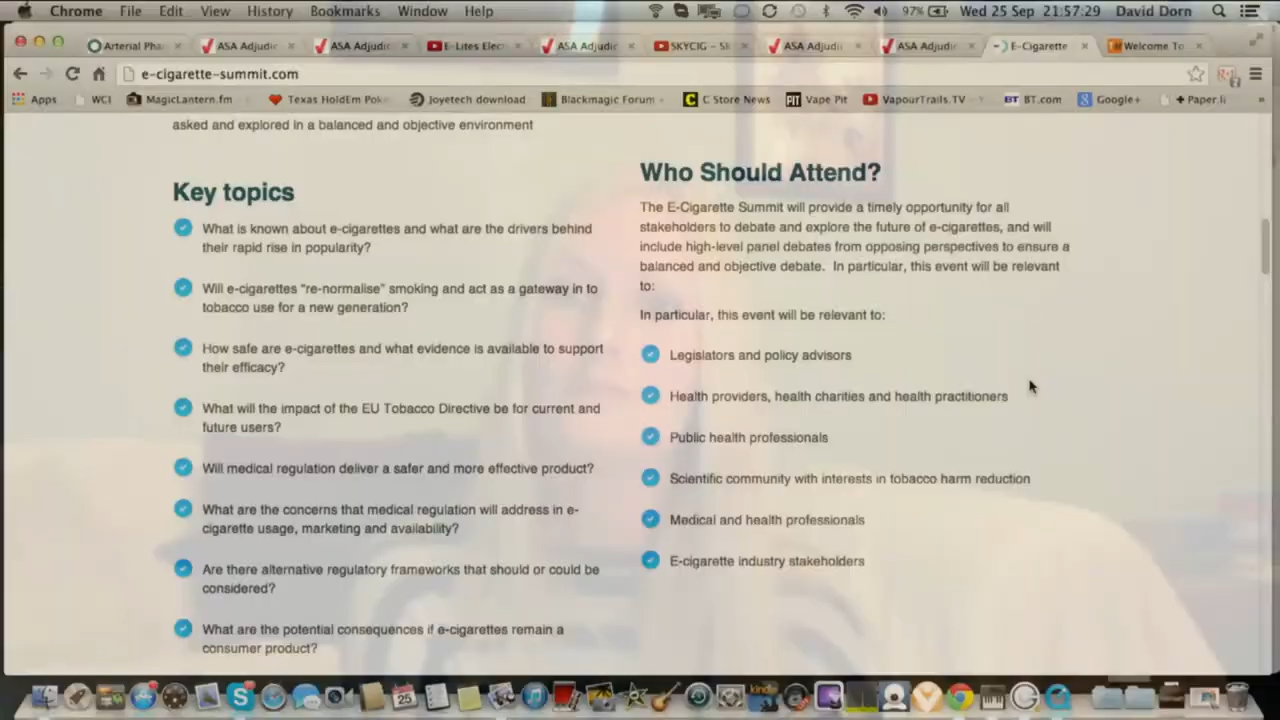 Chrome File Edit View History Bookmarks Window Help 97% Wed 25 Sep 21:57:29 David Dorn
Arterial Pha ASA Adjudic ASA Adjudic E-Lites Elec ASA Adjudic SKYCIG – S ASA Adjudi ASA Adjudic E-Cigarette Welcome To
e-cigarette-summit.com
Apps WCI MagicLantern.fm Texas HoldEm Pok Joyetech download Blackmagic Forum C Store News PIT Vape Pit VapourTrails.TV BT BT.com Google+ Paper.li »
asked and explored in a balanced and objective environment
Key topics
What is known about e-cigarettes and what are the drivers behind
their rapid rise in popularity?
Will e-cigarettes “re-normalise” smoking and act as a gateway in to
tobacco use for a new generation?
How safe are e-cigarettes and what evidence is available to support
their efficacy?
What will the impact of the EU Tobacco Directive be for current and
future users?
Will medical regulation deliver a safer and more effective product?
What are the concerns that medical regulation will address in e-
cigarette usage, marketing and availability?
Are there alternative regulatory frameworks that should or could be
considered?
What are the potential consequences if e-cigarettes remain a
consumer product?
Who Should Attend?
The E-Cigarette Summit will provide a timely opportunity for all
stakeholders to debate and explore the future of e-cigarettes, and will
include high-level panel debates from opposing perspectives to ensure a
balanced and objective debate. In particular, this event will be relevant
to:
In particular, this event will be relevant to:
Legislators and policy advisors
Health providers, health charities and health practitioners
Public health professionals
Scientific community with interests in tobacco harm reduction
Medical and health professionals
E-cigarette industry stakeholders
25